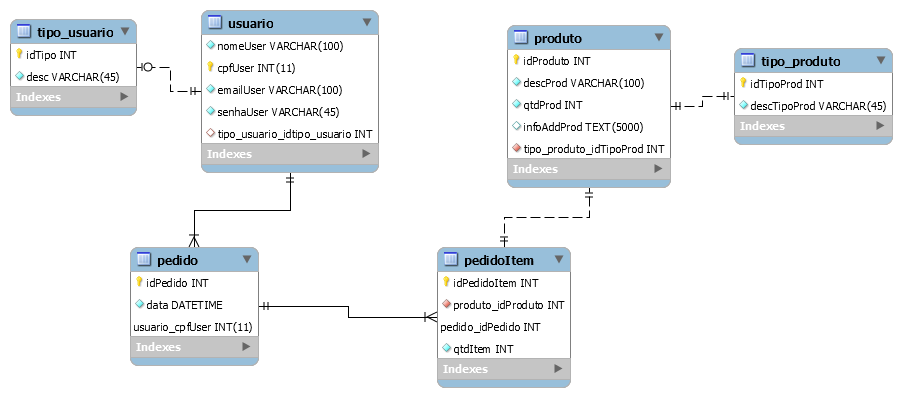 tipo_usuario
idTipo INT
desc VARCHAR(45)
Indexes
usuario
nomeUser VARCHAR(100)
cpfUser INT(11)
emailUser VARCHAR(100)
senhaUser VARCHAR(45)
tipo_usuario_idtipo_usuario INT
Indexes
produto
idProduto INT
descProd VARCHAR(100)
qtdProd INT
infoAddProd TEXT(5000)
tipo_produto_idTipoProd INT
Indexes
tipo_produto
idTipoProd INT
descTipoProd VARCHAR(45)
Indexes
pedido
idPedido INT
data DATETIME
usuario_cpfUser INT(11)
Indexes
pedidoItem
idPedidoItem INT
produto_idProduto INT
pedido_idPedido INT
qtdItem INT
Indexes